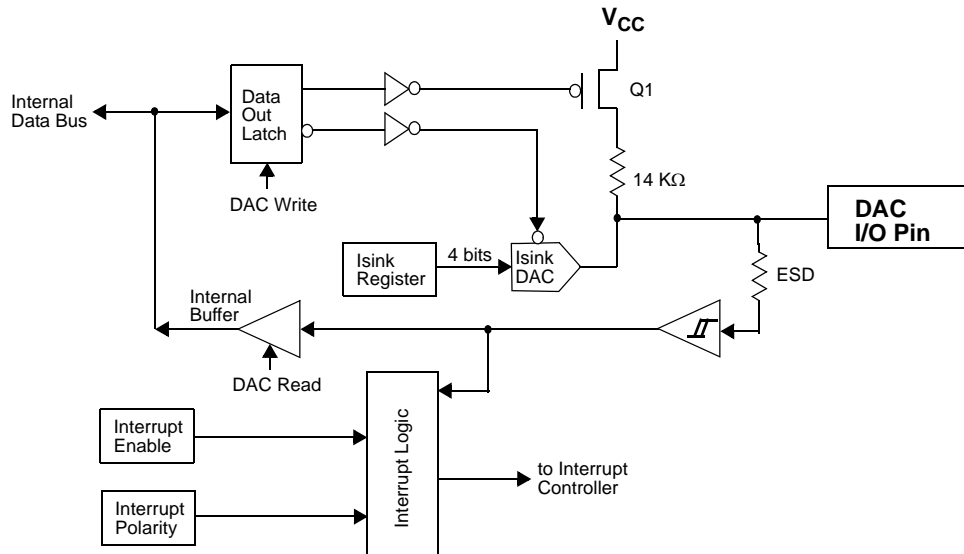 VCC
Internal
Data Bus
Data
Out
Latch
Q1
14 KΩ
DAC Write
DAC
I/O Pin
4 bits
Isink
Register
Isink
DAC
ESD
Internal
Buffer
DAC Read
Interrupt
Enable
Interrupt Logic
to Interrupt
Controller
Interrupt
Polarity